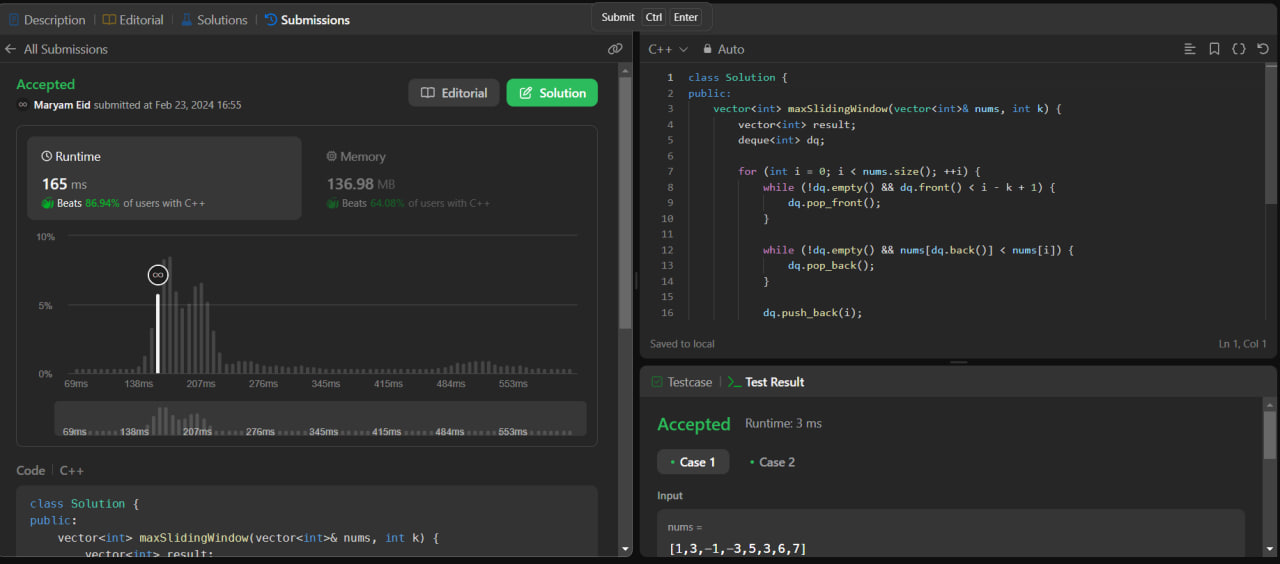 Description Editorial Solutions Submissions
Submit Ctrl Enter
All Submissions
Accepted
Maryam Eid submitted at Feb 23, 2024 16:55
Editorial Solution
Runtime
165 ms
Beats 86.94% of users with C++
Memory
136.98 MB
Beats 64.08% of users with C++
10%
5%
0%
69ms 138ms 207ms 276ms 345ms 415ms 484ms 553ms
69ms 138ms 207ms 276ms 345ms 415ms 484ms 553ms
Code C++
class Solution {
public:
vector<int> maxSlidingWindow(vector<int>& nums, int k) {
vector<int> result;
C++ Auto
1 class Solution {
2 public:
3 vector<int> maxSlidingWindow(vector<int>& nums, int k) {
4 vector<int> result;
5 deque<int> dq;
6
7 for (int i = 0; i < nums.size(); ++i) {
8 while (!dq.empty() && dq.front() < i - k + 1) {
9 dq.pop_front();
10 }
11
12 while (!dq.empty() && nums[dq.back()] < nums[i]) {
13 dq.pop_back();
14 }
15
16 dq.push_back(i);
Saved to local Ln 1, Col 1
Testcase Test Result
Accepted Runtime: 3 ms
Case 1 Case 2
Input
nums =
[1,3,-1,-3,5,3,6,7]